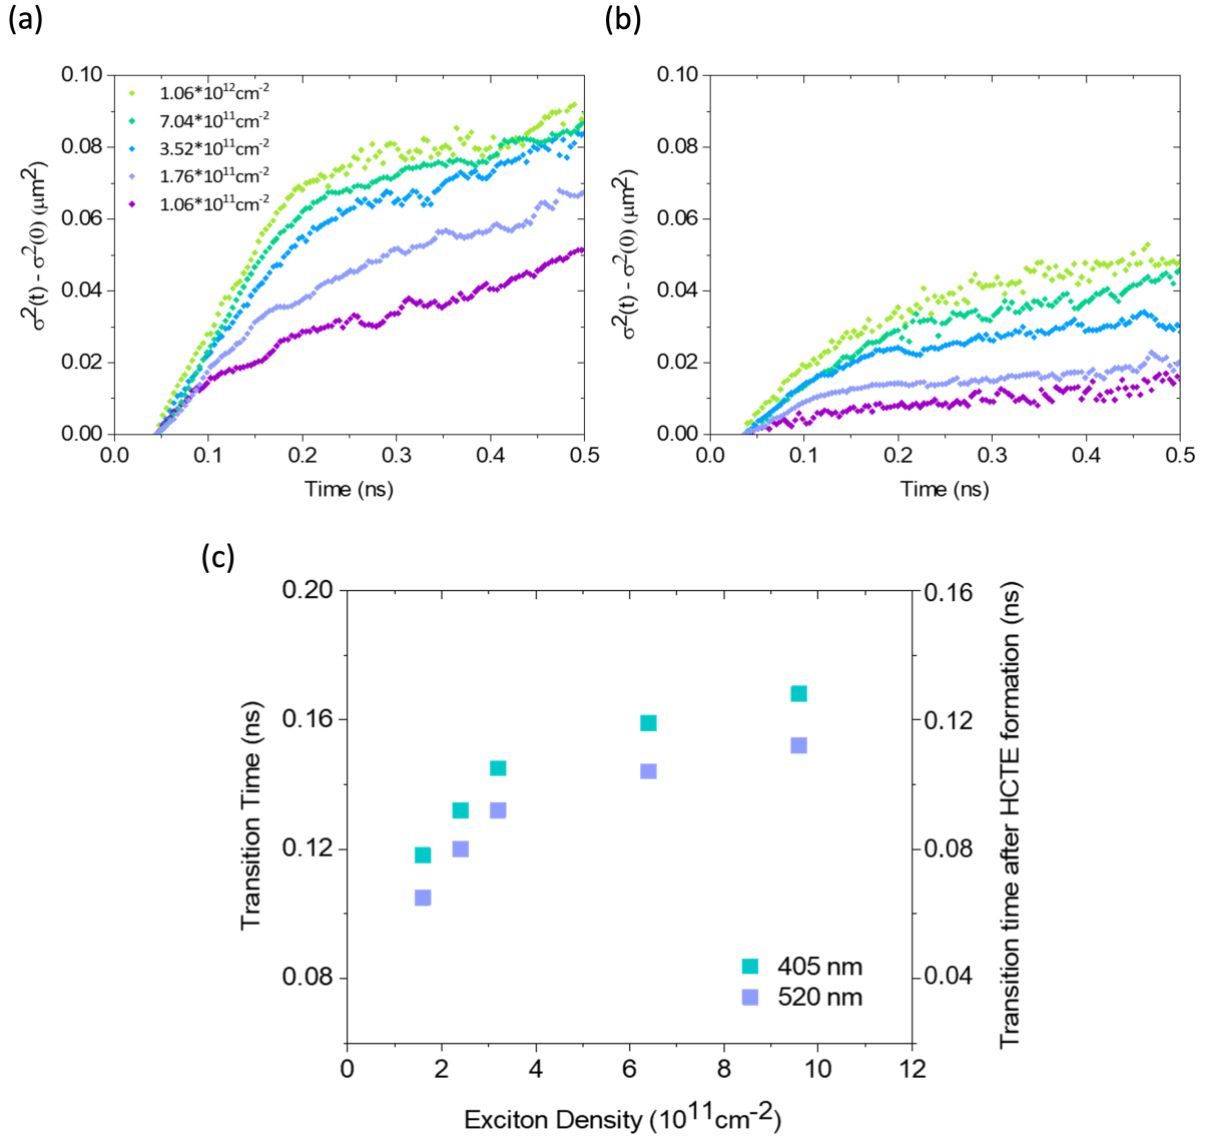 (a)
(b)
0.10
0.08
0.06
0.04
0.02
0.00
σ²(t) - σ²(0) (μm²)
1.06*10¹²cm⁻²
7.04*10¹¹cm⁻²
3.52*10¹¹cm⁻²
1.76*10¹¹cm⁻²
1.06*10¹¹cm⁻²
0.0 0.1 0.2 0.3 0.4 0.5
Time (ns)
0.10
0.08
0.06
0.04
0.02
0.00
σ²(t) - σ²(0) (μm²)
0.0 0.1 0.2 0.3 0.4 0.5
Time (ns)
(c)
0.20
0.16
0.12
0.08
Transition Time (ns)
0.16
0.12
0.08
0.04
Transition time after HCTE formation (ns)
405 nm
520 nm
0 2 4 6 8 10 12
Exciton Density (10¹¹cm⁻²)